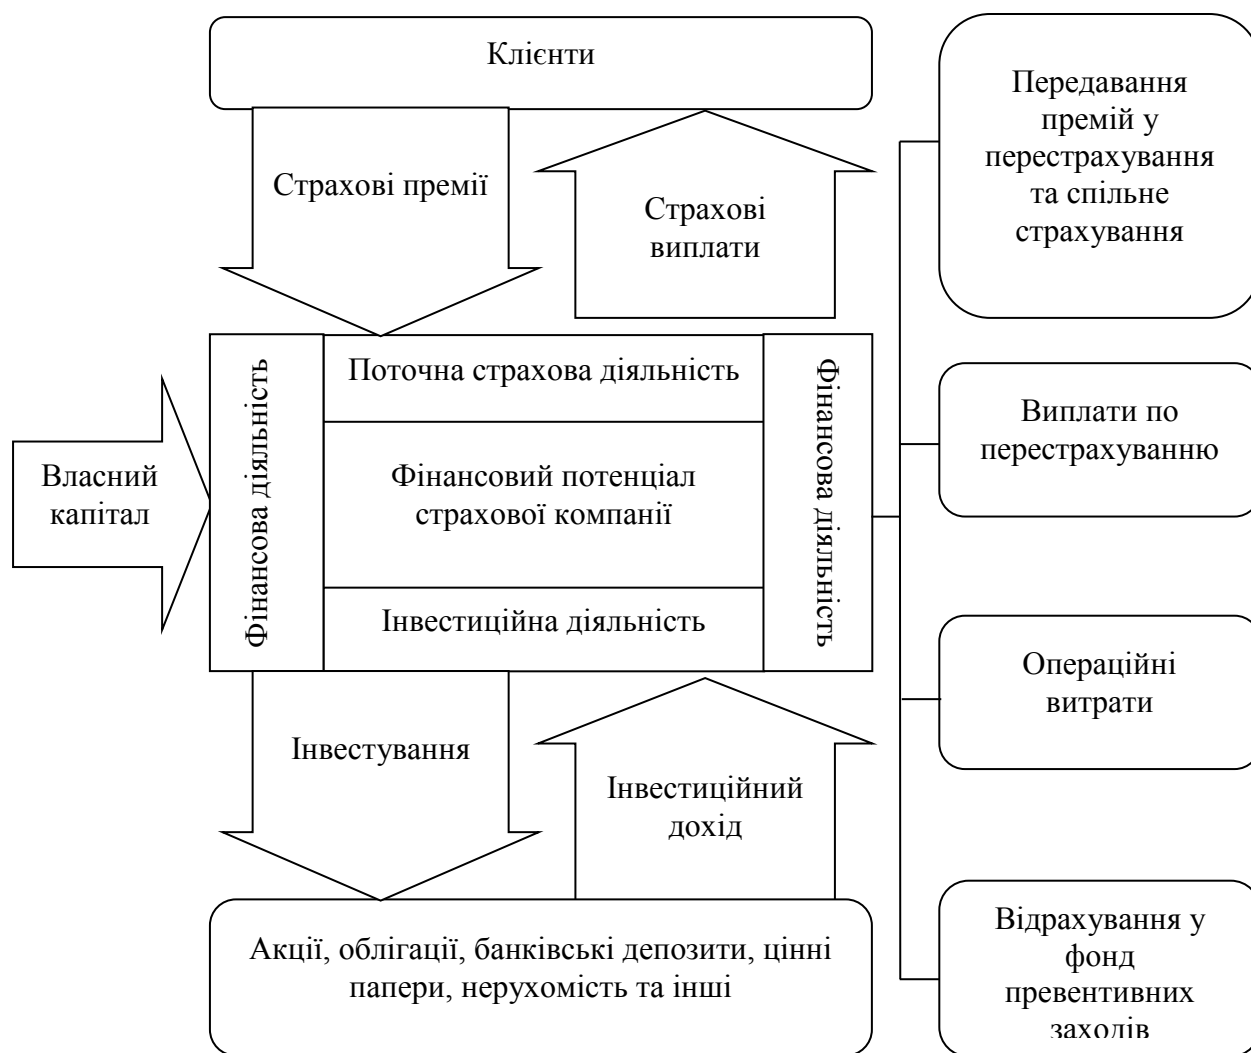 Клієнти
Страхові премії
Страхові
виплати
Передавання
премій у
перестрахування
та спільне
страхування
Власний
капітал
Фінансова діяльність
Поточна страхова діяльність
Фінансовий потенціал
страхової компанії
Інвестиційна діяльність
Фінансова діяльність
Виплати по
перестрахуванню
Операційні
витрати
Інвестування
Інвестиційний
дохід
Акції, облігації, банківські депозити, цінні
папери, нерухомість та інші
Відрахування у
фонд
превентивних
заходів